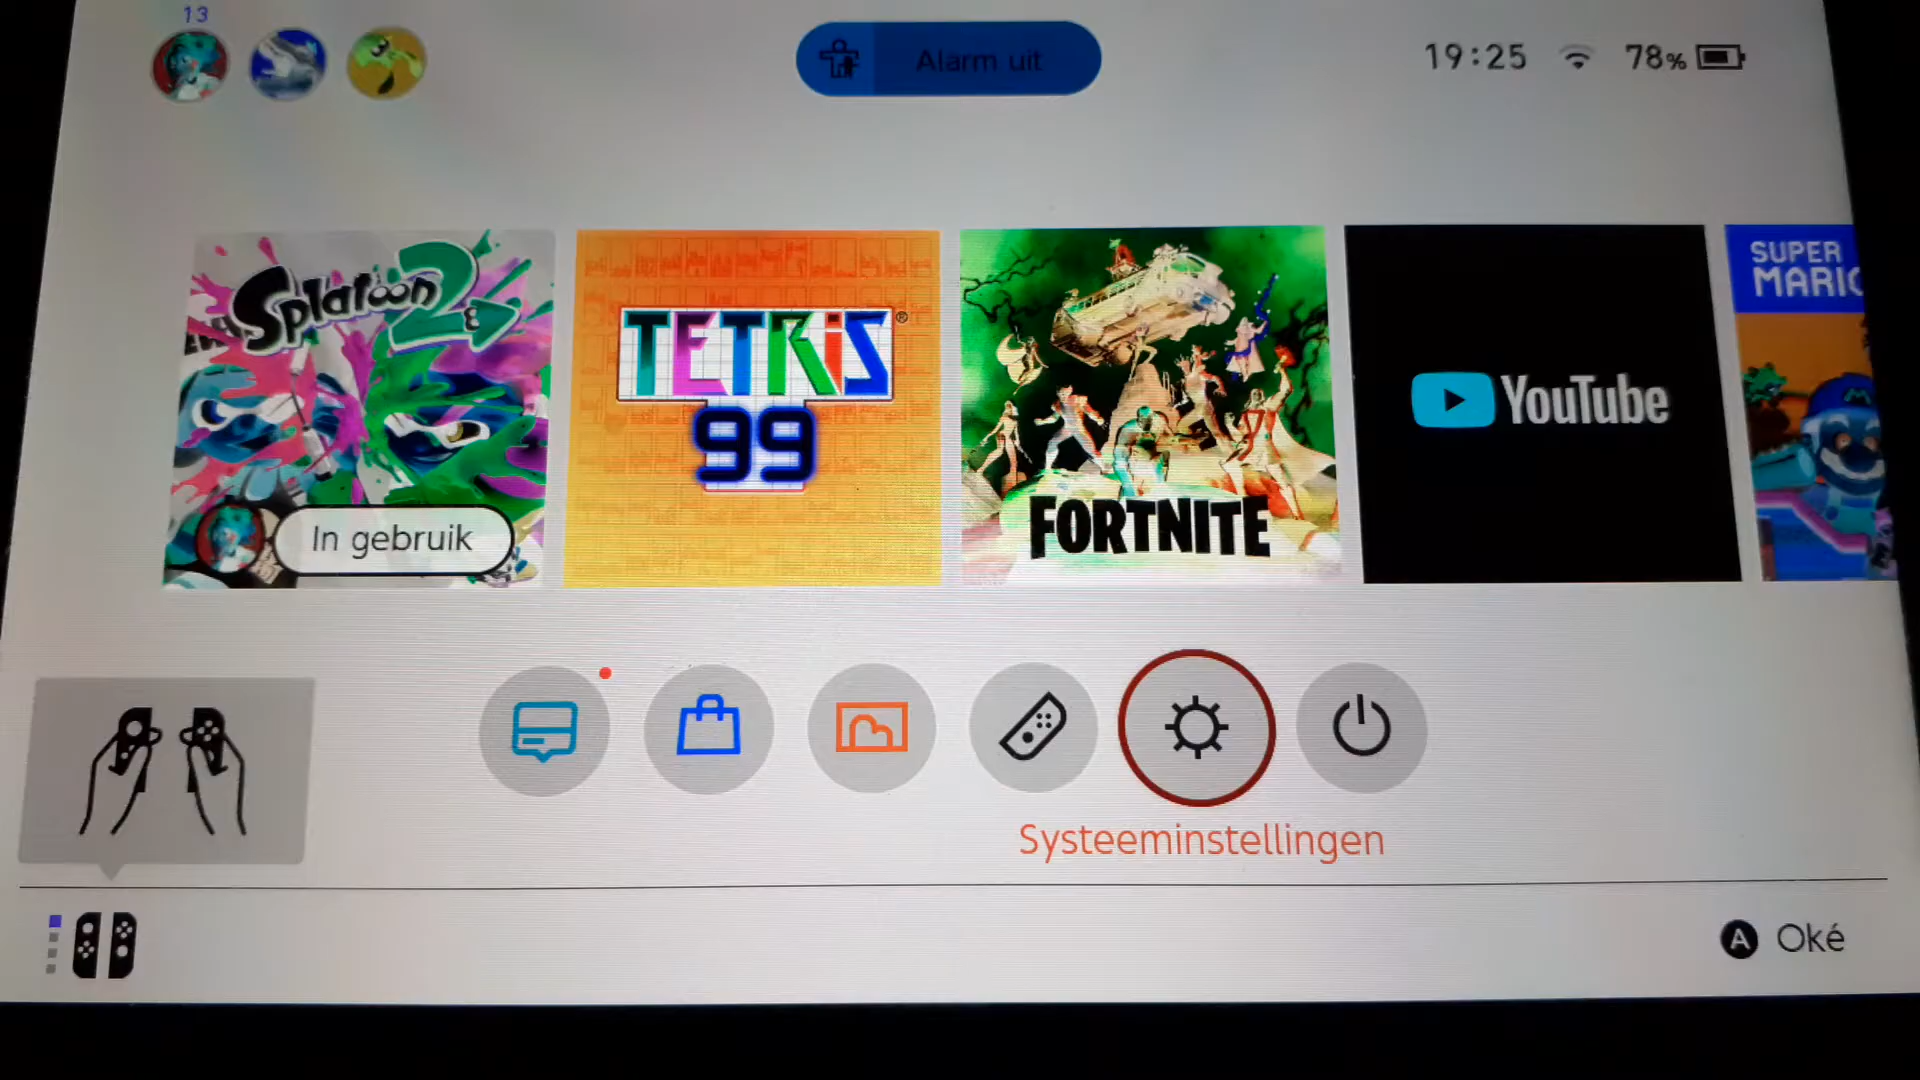 13
Alarm uit
19:25
78%
Splatoon 2
TETRiS®
99
FORTNITE
YouTube
SUPER
MARIO
In gebruik
Systeeminstellingen
A Oké